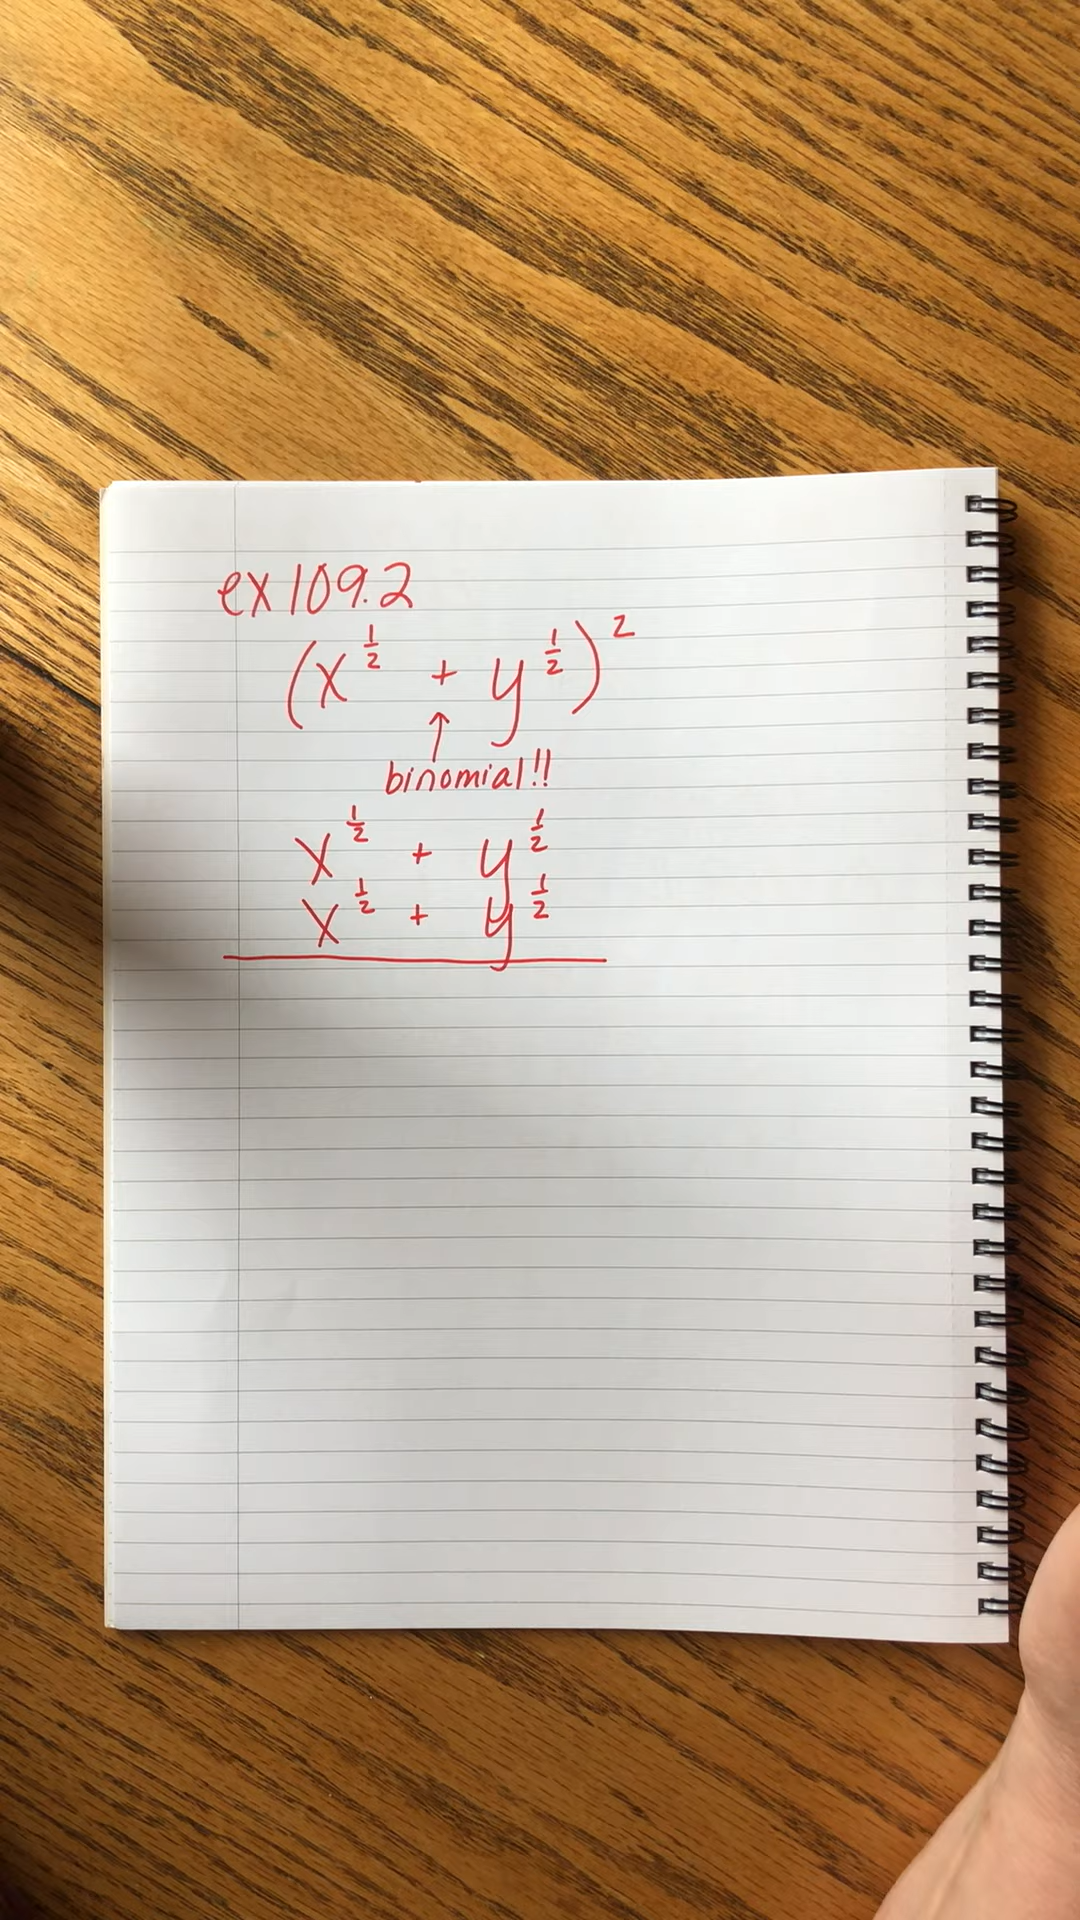 ex 109.2
(x^½ + y^½)²
↑
binomial!!
x^½ + y^½
x^½ + y^½